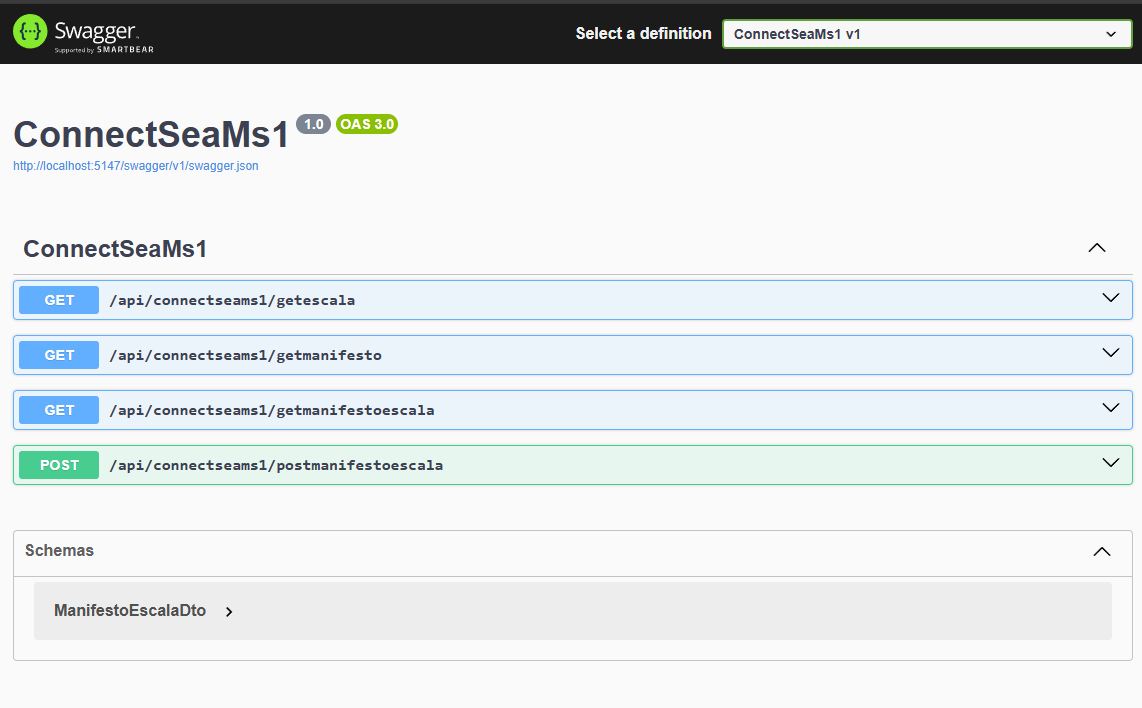 {···} Swagger.
Supported by SMARTBEAR
Select a definition
ConnectSeaMs1 v1
ConnectSeaMs1 1.0 OAS 3.0
http://localhost:5147/swagger/v1/swagger.json
ConnectSeaMs1
GET /api/connectseams1/getescala
GET /api/connectseams1/getmanifesto
GET /api/connectseams1/getmanifestoescala
POST /api/connectseams1/postmanifestoescala
Schemas
ManifestoEscalaDto